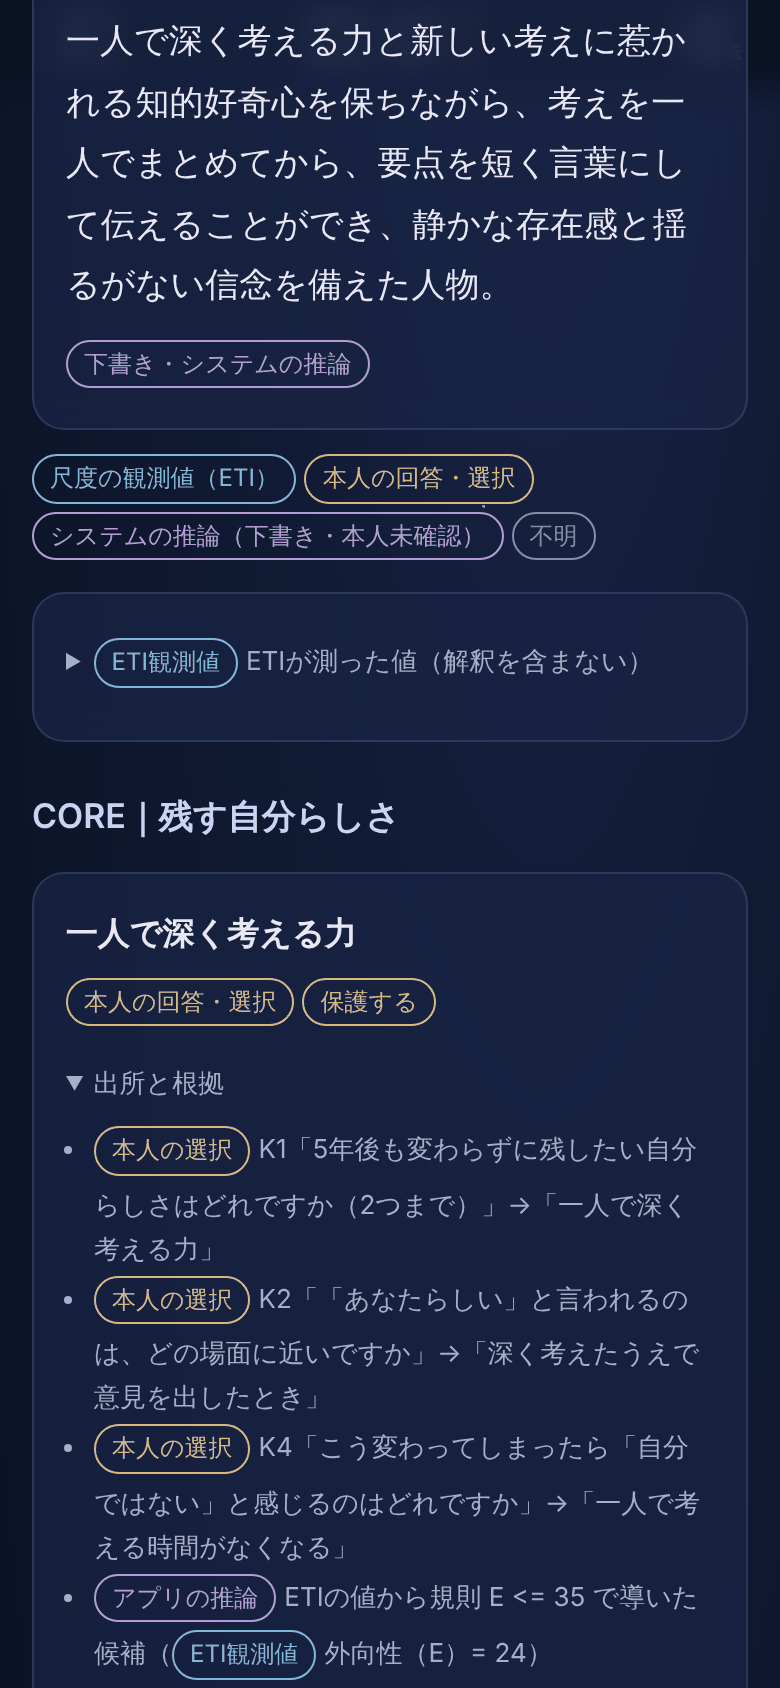 一人で深く考える力と新しい考えに惹か
れる知的好奇心を保ちながら、考えを一
人でまとめてから、要点を短く言葉にし
て伝えることができ、静かな存在感と揺
るがない信念を備えた人物。
下書き・システムの推論
尺度の観測値（ETI） 本人の回答・選択
システムの推論（下書き・本人未確認） 不明
▶ ETI観測値 ETIが測った値（解釈を含まない）
CORE｜残す自分らしさ
一人で深く考える力
本人の回答・選択 保護する
▼ 出所と根拠
• 本人の選択 K1「5年後も変わらずに残したい自分
らしさはどれですか（2つまで）」→「一人で深く
考える力」
• 本人の選択 K2「「あなたらしい」と言われるの
は、どの場面に近いですか」→「深く考えたうえで
意見を出したとき」
• 本人の選択 K4「こう変わってしまったら「自分
ではない」と感じるのはどれですか」→「一人で考
える時間がなくなる」
• アプリの推論 ETIの値から規則 E <= 35 で導いた
候補（ETI観測値 外向性（E）= 24）